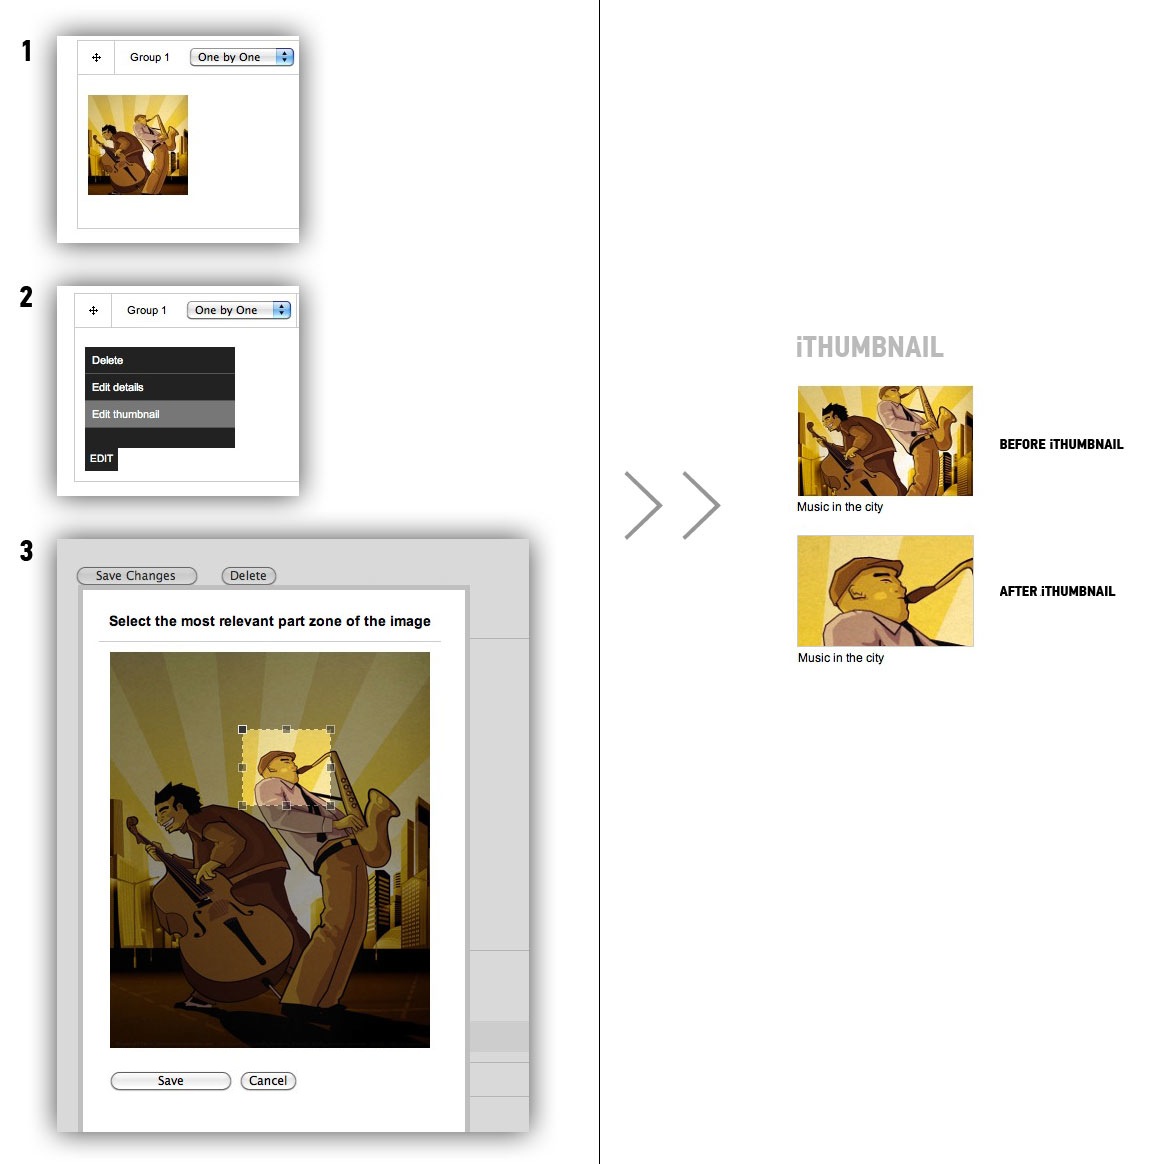 1
Group 1 One by One
2
Group 1 One by One
Delete
Edit details
Edit thumbnail
EDIT
3
Save Changes Delete
Select the most relevant part zone of the image
Save Cancel
iTHUMBNAIL
BEFORE iTHUMBNAIL
Music in the city
AFTER iTHUMBNAIL
Music in the city